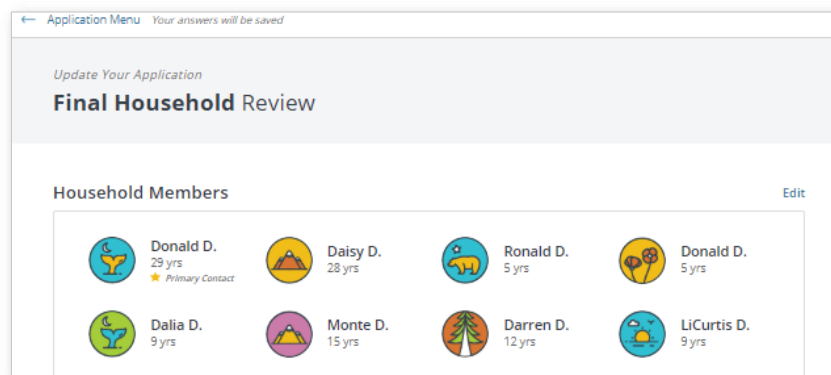 ← Application Menu Your answers will be saved
Update Your Application
Final Household Review
Household Members Edit
Donald D.
29 yrs
★ Primary Contact
Daisy D.
28 yrs
Ronald D.
5 yrs
Donald D.
5 yrs
Dalia D.
9 yrs
Monte D.
15 yrs
Darren D.
12 yrs
LiCurtis D.
9 yrs